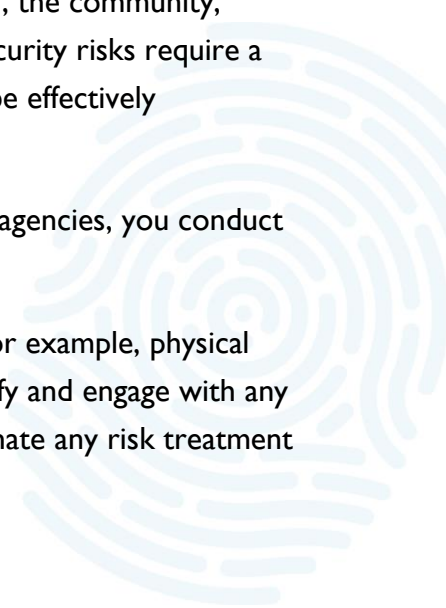 , the community,
curity risks require a
be effectively
agencies, you conduct
or example, physical
fy and engage with any
nate any risk treatment